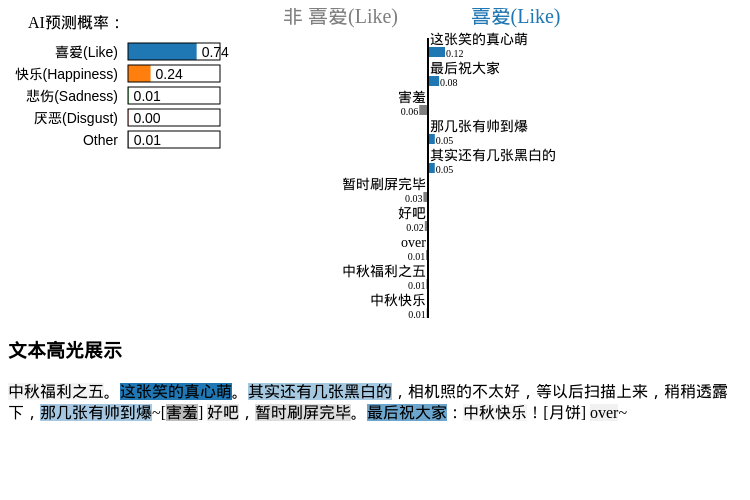 AI预测概率：
喜爱(Like) 0.74
快乐(Happiness) 0.24
悲伤(Sadness) 0.01
厌恶(Disgust) 0.00
Other 0.01
非 喜爱(Like) 喜爱(Like)
这张笑的真心萌
0.12
最后祝大家
0.08
害羞
0.06
那几张有帅到爆
0.05
其实还有几张黑白的
0.05
暂时刷屏完毕
0.03
好吧
0.02
over
0.01
中秋福利之五
0.01
中秋快乐
0.01
文本高光展示
中秋福利之五。这张笑的真心萌。其实还有几张黑白的，相机照的不太好，等以后扫描上来，稍稍透露
下，那几张有帅到爆~[害羞] 好吧，暂时刷屏完毕。最后祝大家：中秋快乐！[月饼] over~